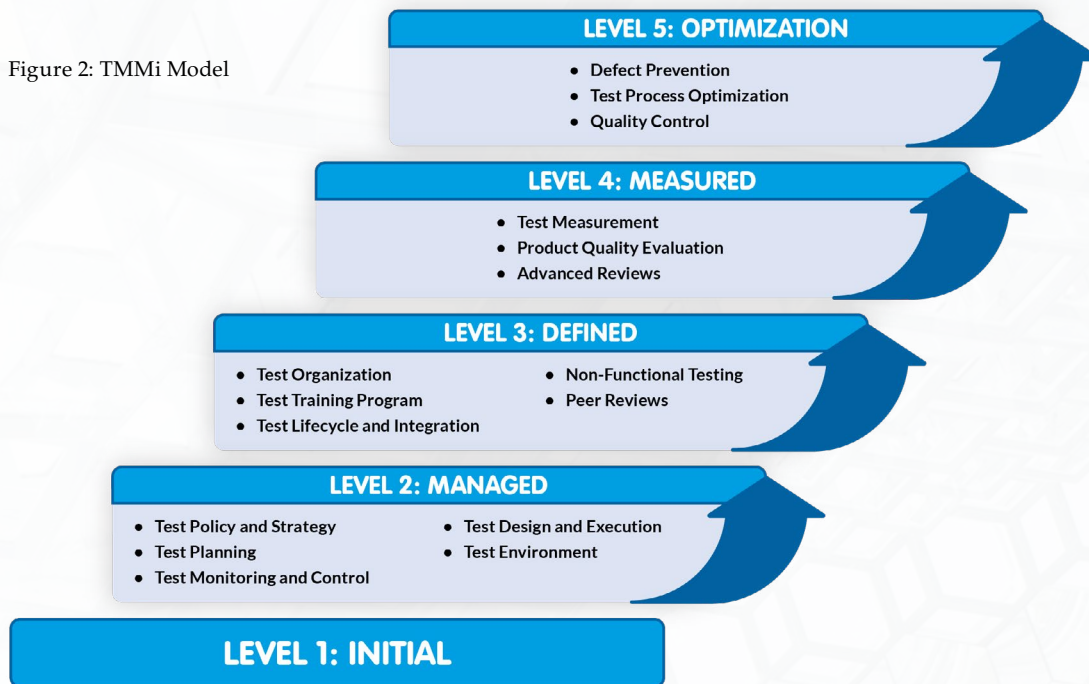 LEVEL 5: OPTIMIZATION
Figure 2: TMMi Model
• Defect Prevention
• Test Process Optimization
• Quality Control
LEVEL 4: MEASURED
• Test Measurement
• Product Quality Evaluation
• Advanced Reviews
LEVEL 3: DEFINED
• Test Organization
• Test Training Program
• Test Lifecycle and Integration
• Non-Functional Testing
• Peer Reviews
LEVEL 2: MANAGED
• Test Policy and Strategy
• Test Planning
• Test Monitoring and Control
• Test Design and Execution
• Test Environment
LEVEL 1: INITIAL